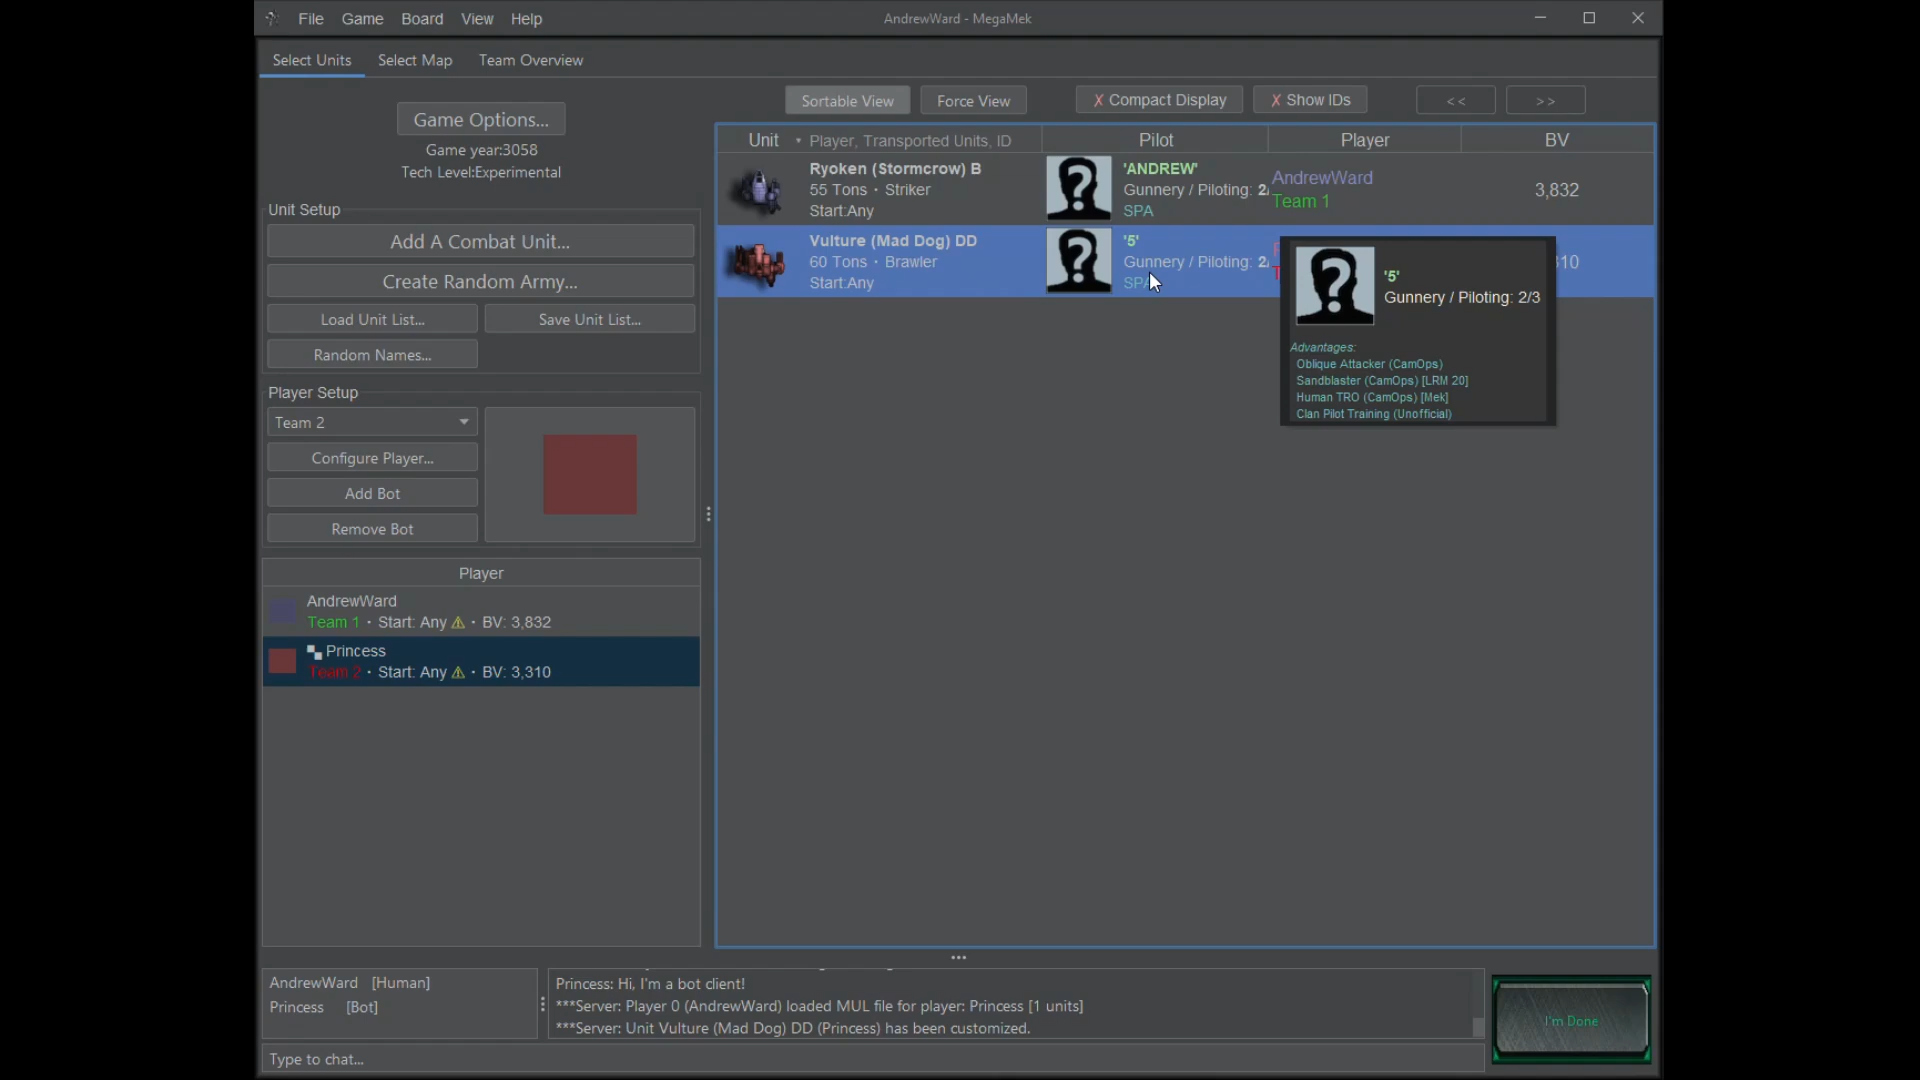 File Game Board View Help
AndrewWard - MegaMek
Select Units Select Map Team Overview
Sortable View Force View ✗ Compact Display ✗ Show IDs << >>
Game Options...
Game year:3058
Tech Level:Experimental
Unit Setup
Add A Combat Unit...
Create Random Army...
Load Unit List... Save Unit List...
Random Names...
Player Setup
Team 2
Configure Player...
Add Bot
Remove Bot
Player
AndrewWard
Team 1 · Start: Any ⚠ · BV: 3,832
Princess
Team 2 · Start: Any ⚠ · BV: 3,310
Unit Player, Transported Units, ID Pilot Player BV
Ryoken (Stormcrow) B
55 Tons · Striker
Start:Any
'ANDREW'
Gunnery / Piloting: 2/
SPA
AndrewWard
Team 1
3,832
Vulture (Mad Dog) DD
60 Tons · Brawler
Start:Any
'5'
Gunnery / Piloting: 2/
SPA
310
'5'
Gunnery / Piloting: 2/3
Advantages:
Oblique Attacker (CamOps)
Sandblaster (CamOps) [LRM 20]
Human TRO (CamOps) [Mek]
Clan Pilot Training (Unofficial)
AndrewWard [Human]
Princess [Bot]
Princess: Hi, I'm a bot client!
***Server: Player 0 (AndrewWard) loaded MUL file for player: Princess [1 units]
***Server: Unit Vulture (Mad Dog) DD (Princess) has been customized.
Type to chat...
I'm Done